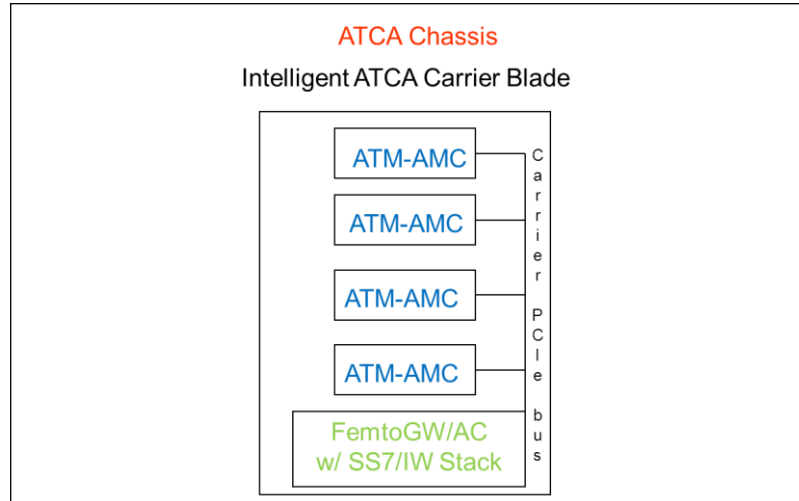 ATCA Chassis
Intelligent ATCA Carrier Blade
ATM-AMC
ATM-AMC
ATM-AMC
ATM-AMC
FemtoGW/AC
w/ SS7/IW Stack
Carrier PCIe bus